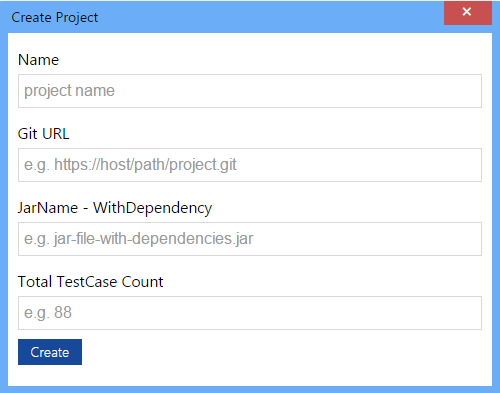 Create Project
Name
project name
Git URL
e.g. https://host/path/project.git
JarName - WithDependency
e.g. jar-file-with-dependencies.jar
Total TestCase Count
e.g. 88
Create